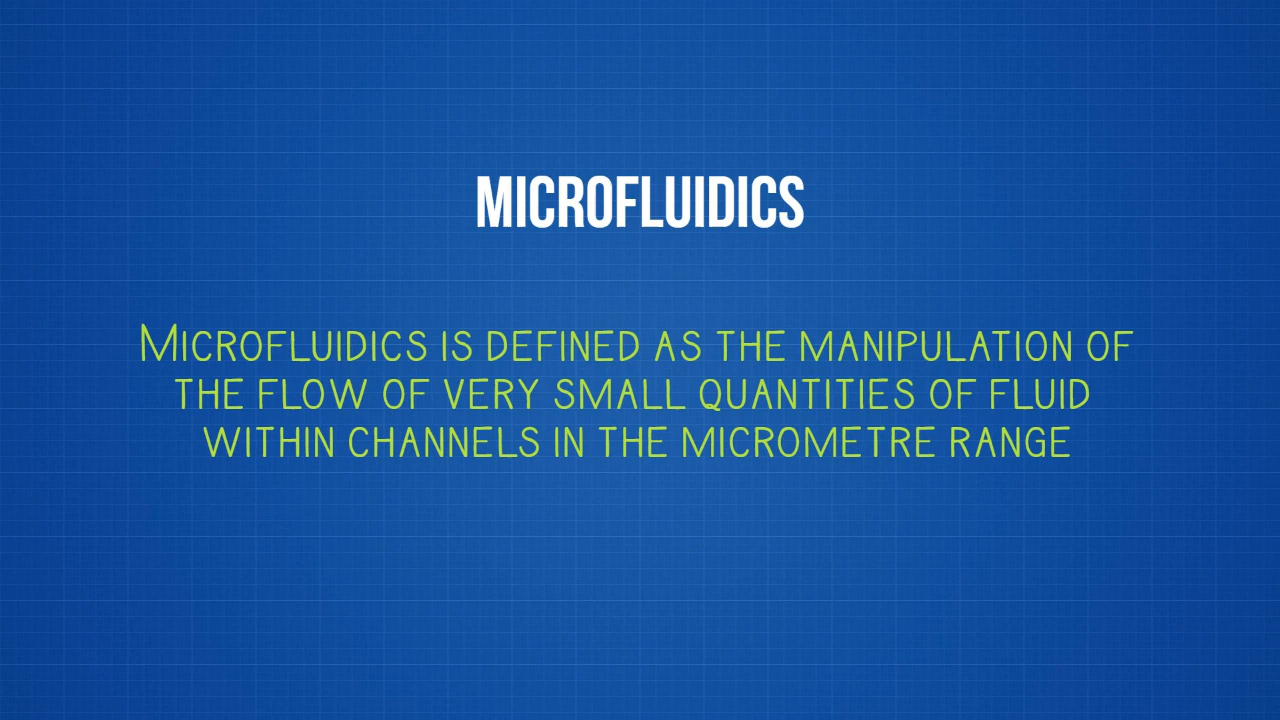 MICROFLUIDICS
MICROFLUIDICS IS DEFINED AS THE MANIPULATION OF
THE FLOW OF VERY SMALL QUANTITIES OF FLUID
WITHIN CHANNELS IN THE MICROMETRE RANGE